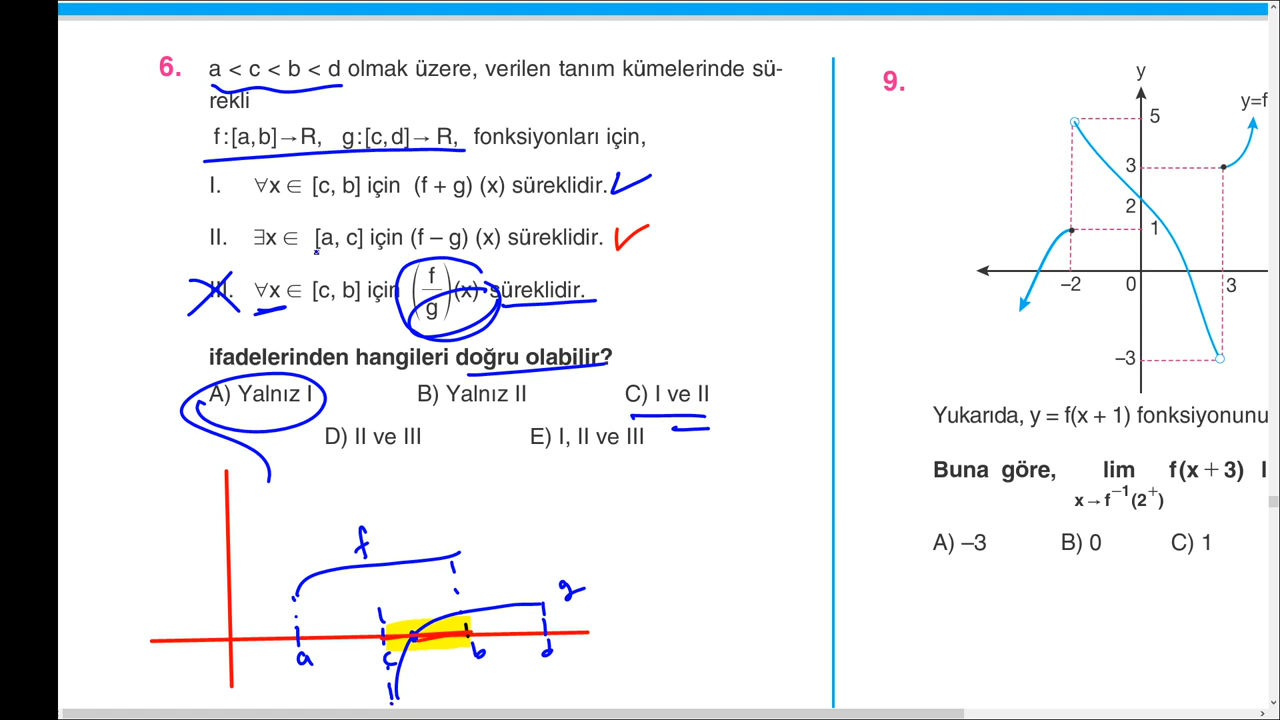 6. a < c < b < d olmak üzere, verilen tanım kümelerinde sü-
rekli
f:[a,b]→R, g:[c,d]→R, fonksiyonları için,
I. ∀x ∈ [c, b] için (f + g) (x) süreklidir.
II. ∃x ∈ [a, c] için (f – g) (x) süreklidir.
III. ∀x ∈ [c, b] için (f/g)(x) süreklidir.
ifadelerinden hangileri doğru olabilir?
A) Yalnız I B) Yalnız II C) I ve II
D) II ve III E) I, II ve III
f
g
a c b d
9.
y
y=f
5
3
2
1
–2 0 3
–3
Yukarıda, y = f(x + 1) fonksiyonunu
Buna göre, lim f(x + 3) l
x→f⁻¹(2⁺)
A) –3 B) 0 C) 1